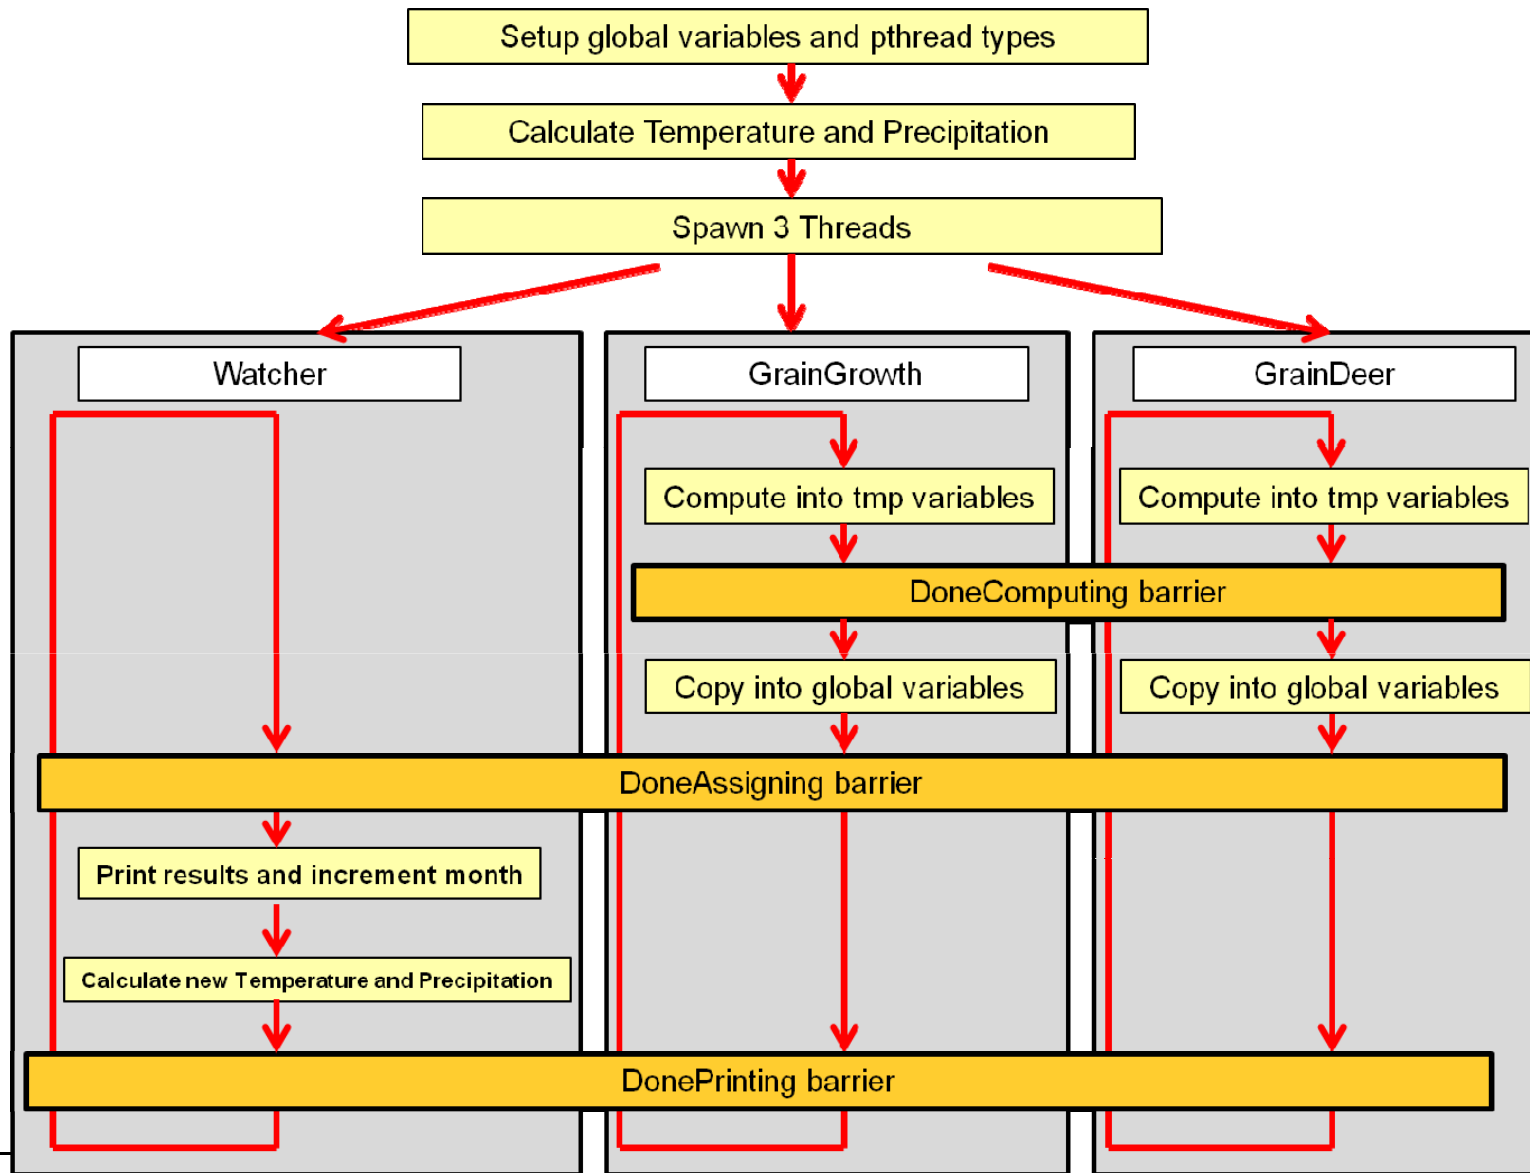 Setup global variables and pthread types
Calculate Temperature and Precipitation
Spawn 3 Threads
Watcher
GrainGrowth
GrainDeer
Compute into tmp variables
Compute into tmp variables
DoneComputing barrier
Copy into global variables
Copy into global variables
DoneAssigning barrier
Print results and increment month
Calculate new Temperature and Precipitation
DonePrinting barrier